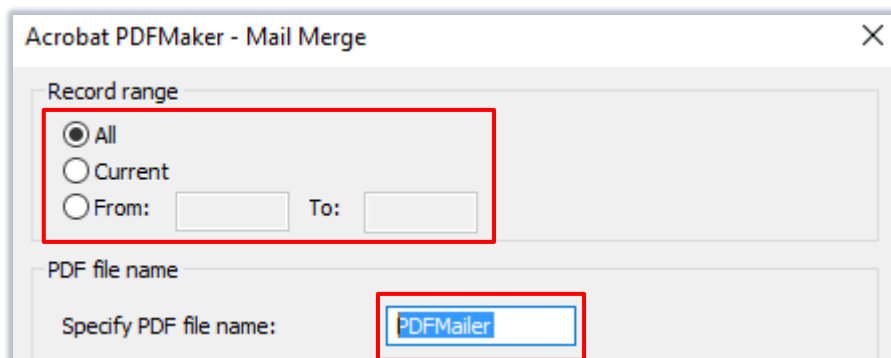 Acrobat PDFMaker - Mail Merge
Record range
All
Current
From: To:
PDF file name
Specify PDF file name: PDFMailer